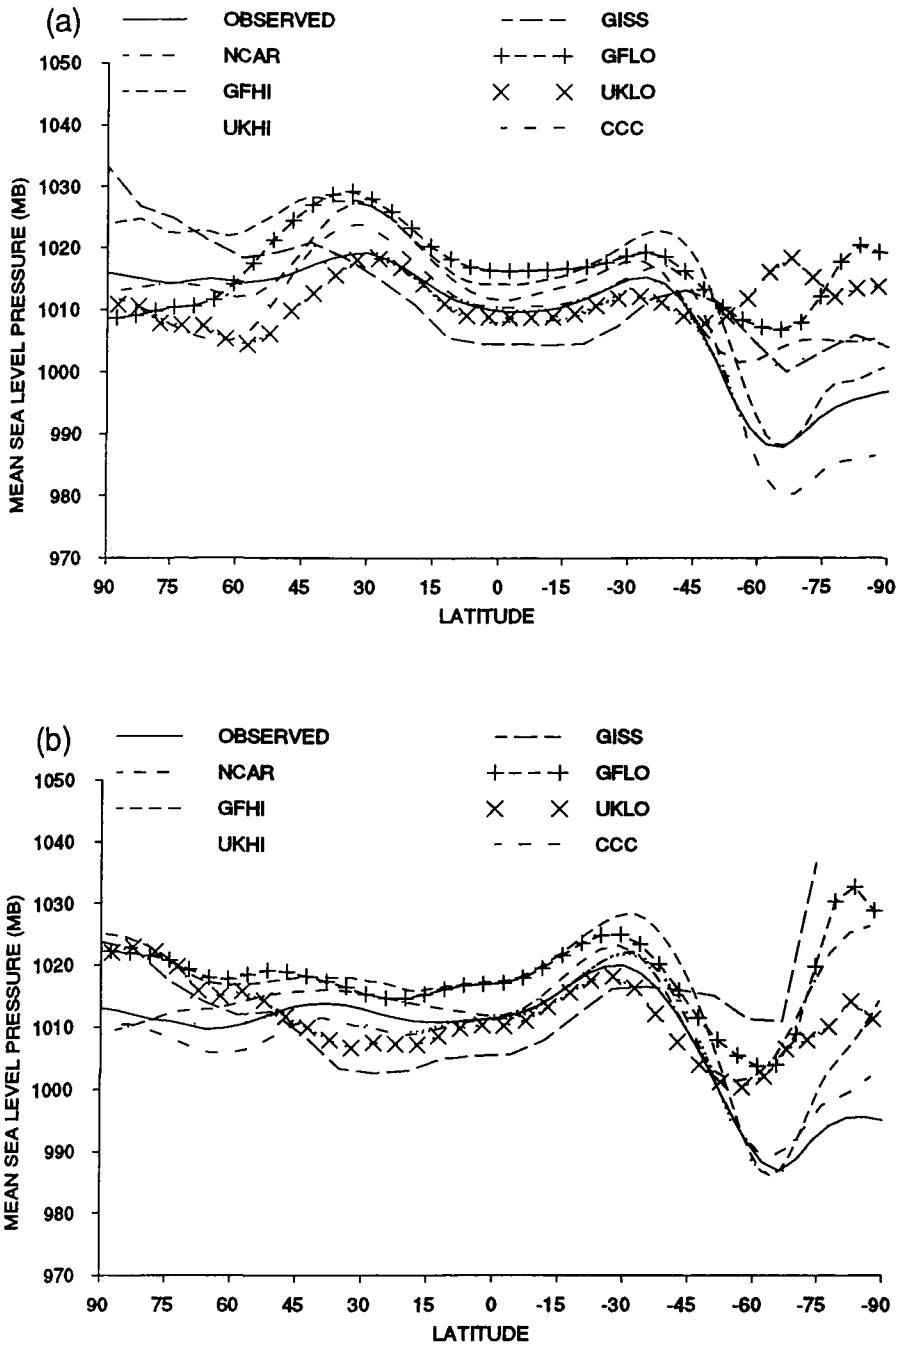 (a)
OBSERVED
GISS
NCAR
GFLO
GFHI
UKLO
UKHI
CCC
1050
1040
1030
1020
1010
1000
990
980
970
MEAN SEA LEVEL PRESSURE (MB)
90 75 60 45 30 15 0 -15 -30 -45 -60 -75 -90
LATITUDE
(b)
OBSERVED
GISS
NCAR
GFLO
GFHI
UKLO
UKHI
CCC
1050
1040
1030
1020
1010
1000
990
980
970
MEAN SEA LEVEL PRESSURE (MB)
90 75 60 45 30 15 0 -15 -30 -45 -60 -75 -90
LATITUDE